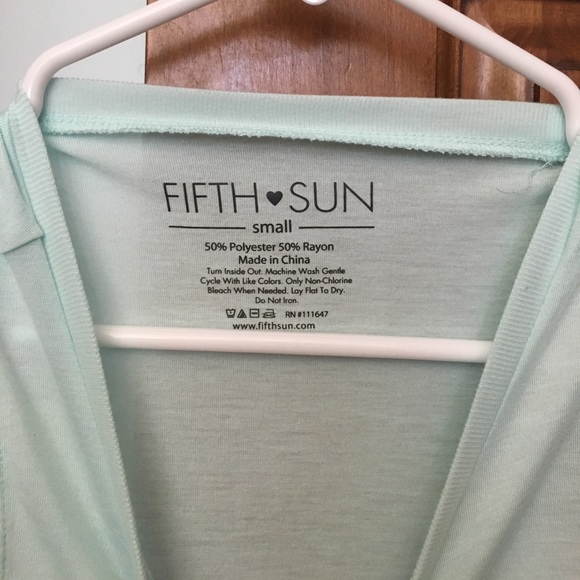 FIFTH♥SUN
small
50% Polyester 50% Rayon
Made in China
Turn Inside Out. Machine Wash Gentle
Cycle With Like Colors. Only Non-Chlorine
Bleach When Needed. Lay Flat To Dry.
Do Not Iron.
RN #111647
www.fifthsun.com